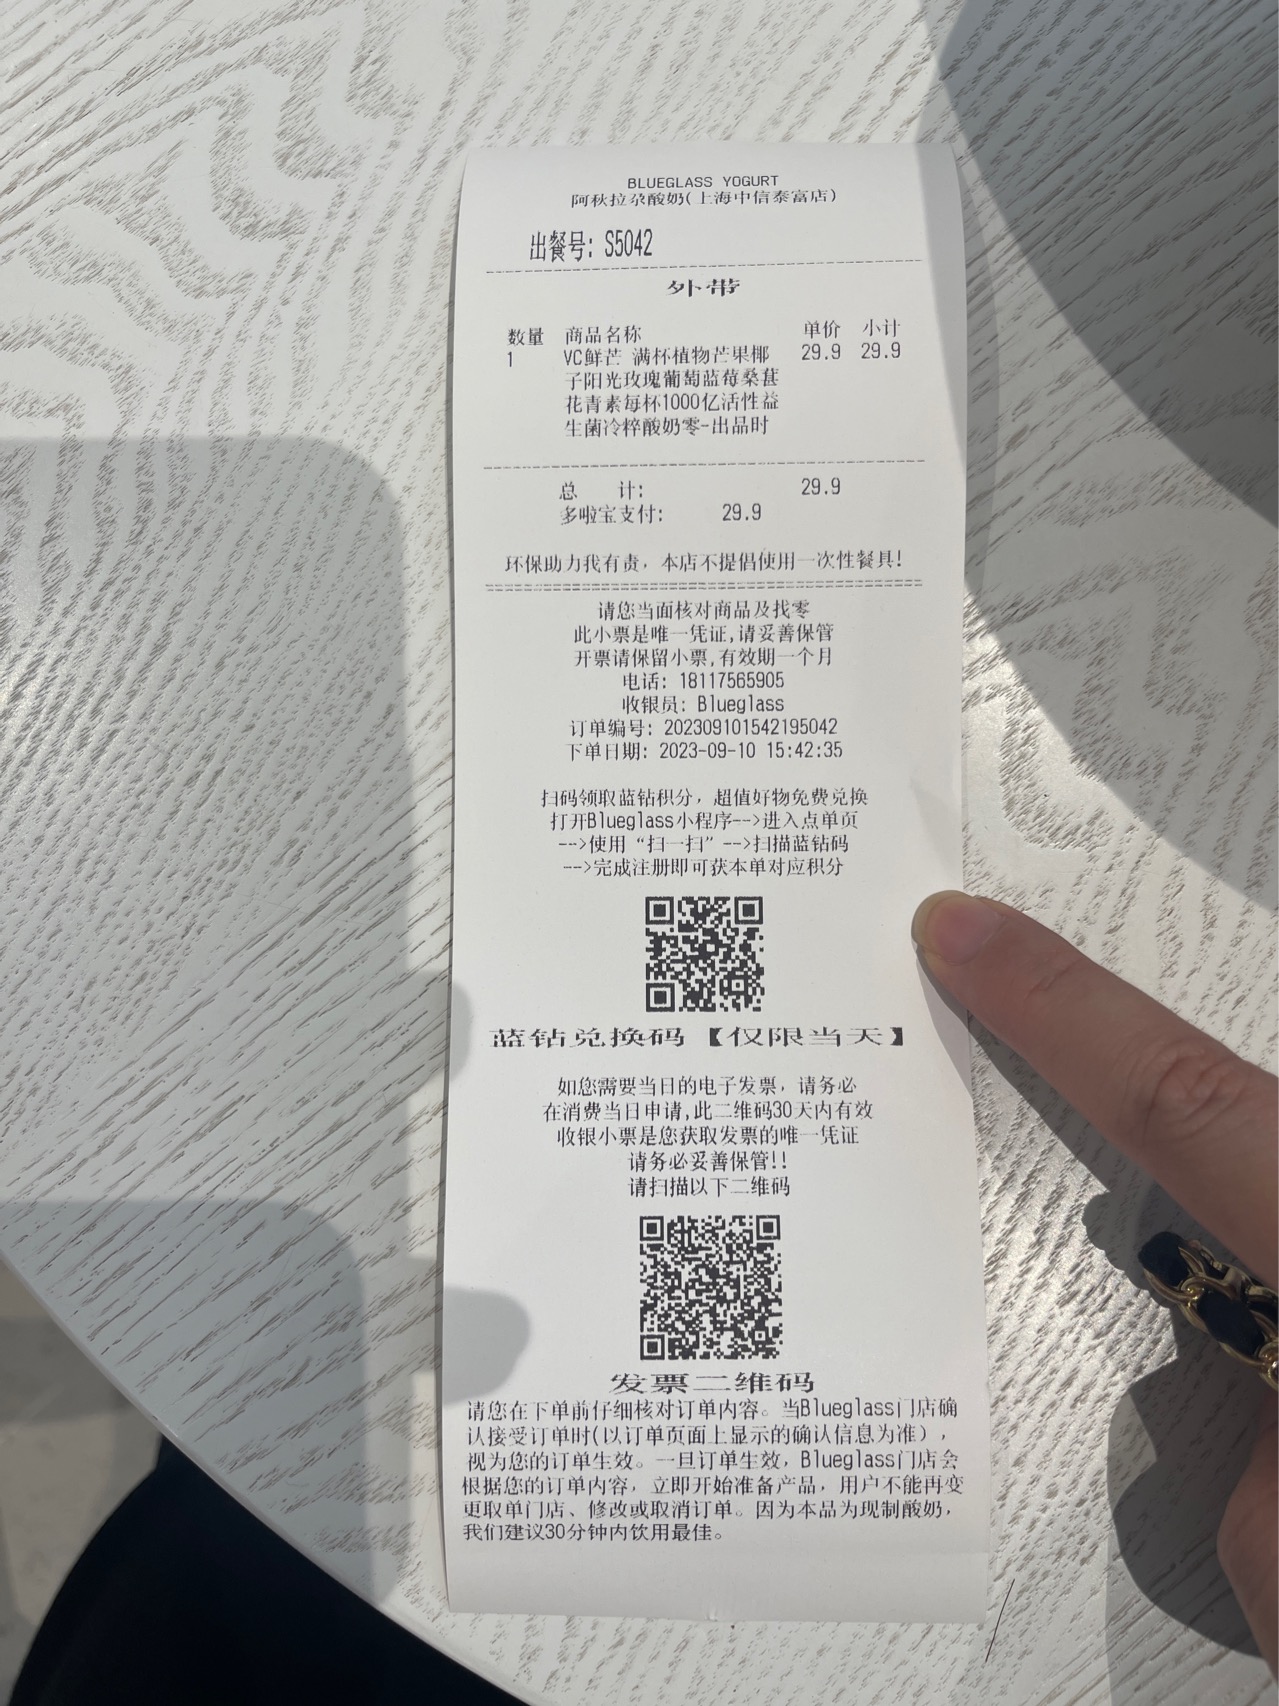 BLUEGLASS YOGURT
阿秋拉尕酸奶(上海中信泰富店)
出餐号: S5042
外带
数量 商品名称 单价 小计
1 VC鲜芒 满杯植物芒果椰 29.9 29.9
子阳光玫瑰葡萄蓝莓桑葚
花青素每杯1000亿活性益
生菌冷粹酸奶零-出品时
总 计: 29.9
多啦宝支付: 29.9
环保助力我有责，本店不提倡使用一次性餐具!
请您当面核对商品及找零
此小票是唯一凭证,请妥善保管
开票请保留小票,有效期一个月
电话: 18117565905
收银员: Blueglass
订单编号: 202309101542195042
下单日期: 2023-09-10 15:42:35
扫码领取蓝钻积分，超值好物免费兑换
打开Blueglass小程序-->进入点单页
-->使用“扫一扫”-->扫描蓝钻码
-->完成注册即可获本单对应积分
蓝钻兑换码【仅限当天】
如您需要当日的电子发票，请务必
在消费当日申请,此二维码30天内有效
收银小票是您获取发票的唯一凭证
请务必妥善保管!!
请扫描以下二维码
发票二维码
请您在下单前仔细核对订单内容。当Blueglass门店确
认接受订单时(以订单页面上显示的确认信息为准)，
视为您的订单生效。一旦订单生效，Blueglass门店会
根据您的订单内容，立即开始准备产品，用户不能再变
更取单门店、修改或取消订单。因为本品为现制酸奶，
我们建议30分钟内饮用最佳。